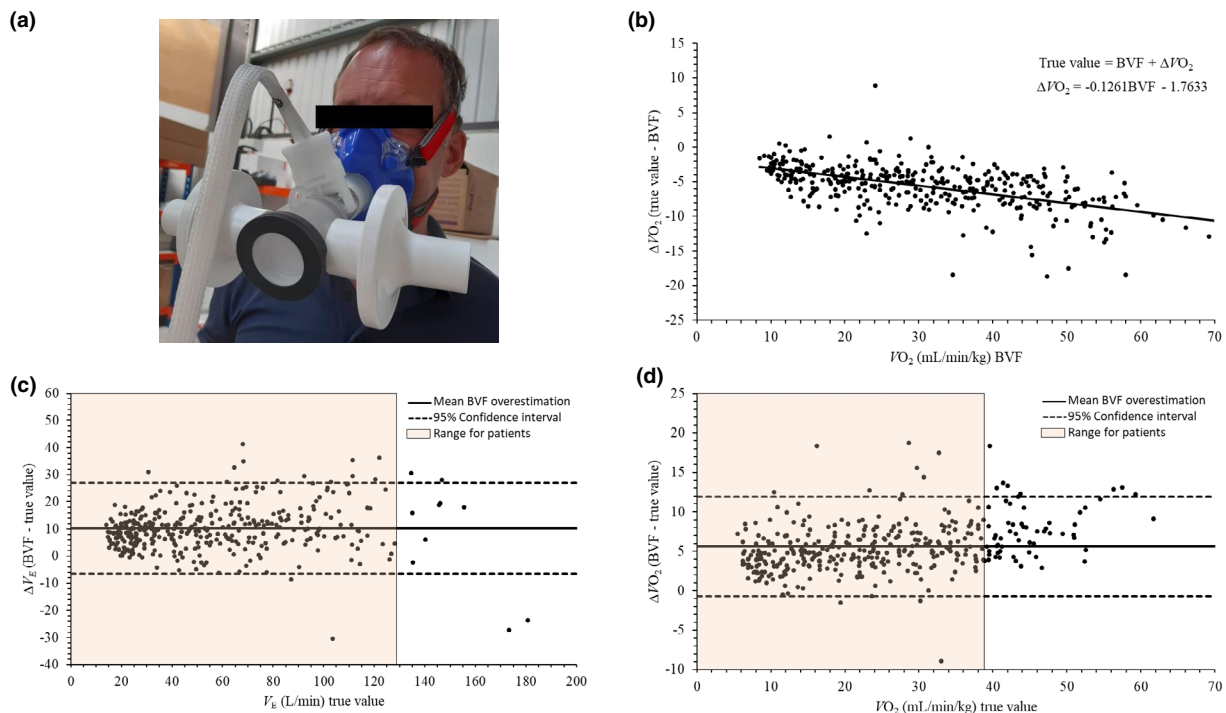 (a)
(b)
15
10
5
0
-5
-10
-15
-20
-25
ΔVO₂ (true value - BVF)
True value = BVF + ΔVO₂
ΔVO₂ = -0.1261BVF - 1.7633
0 10 20 30 40 50 60 70
VO₂ (mL/min/kg) BVF
(c)
60
50
40
30
20
10
0
-10
-20
-30
-40
ΔV_E (BVF - true value)
Mean BVF overestimation
95% Confidence interval
Range for patients
0 20 40 60 80 100 120 140 160 180 200
V_E (L/min) true value
(d)
25
20
15
10
5
0
-5
-10
ΔVO₂ (BVF - true value)
Mean BVF overestimation
95% Confidence interval
Range for patients
0 10 20 30 40 50 60 70
VO₂ (mL/min/kg) true value